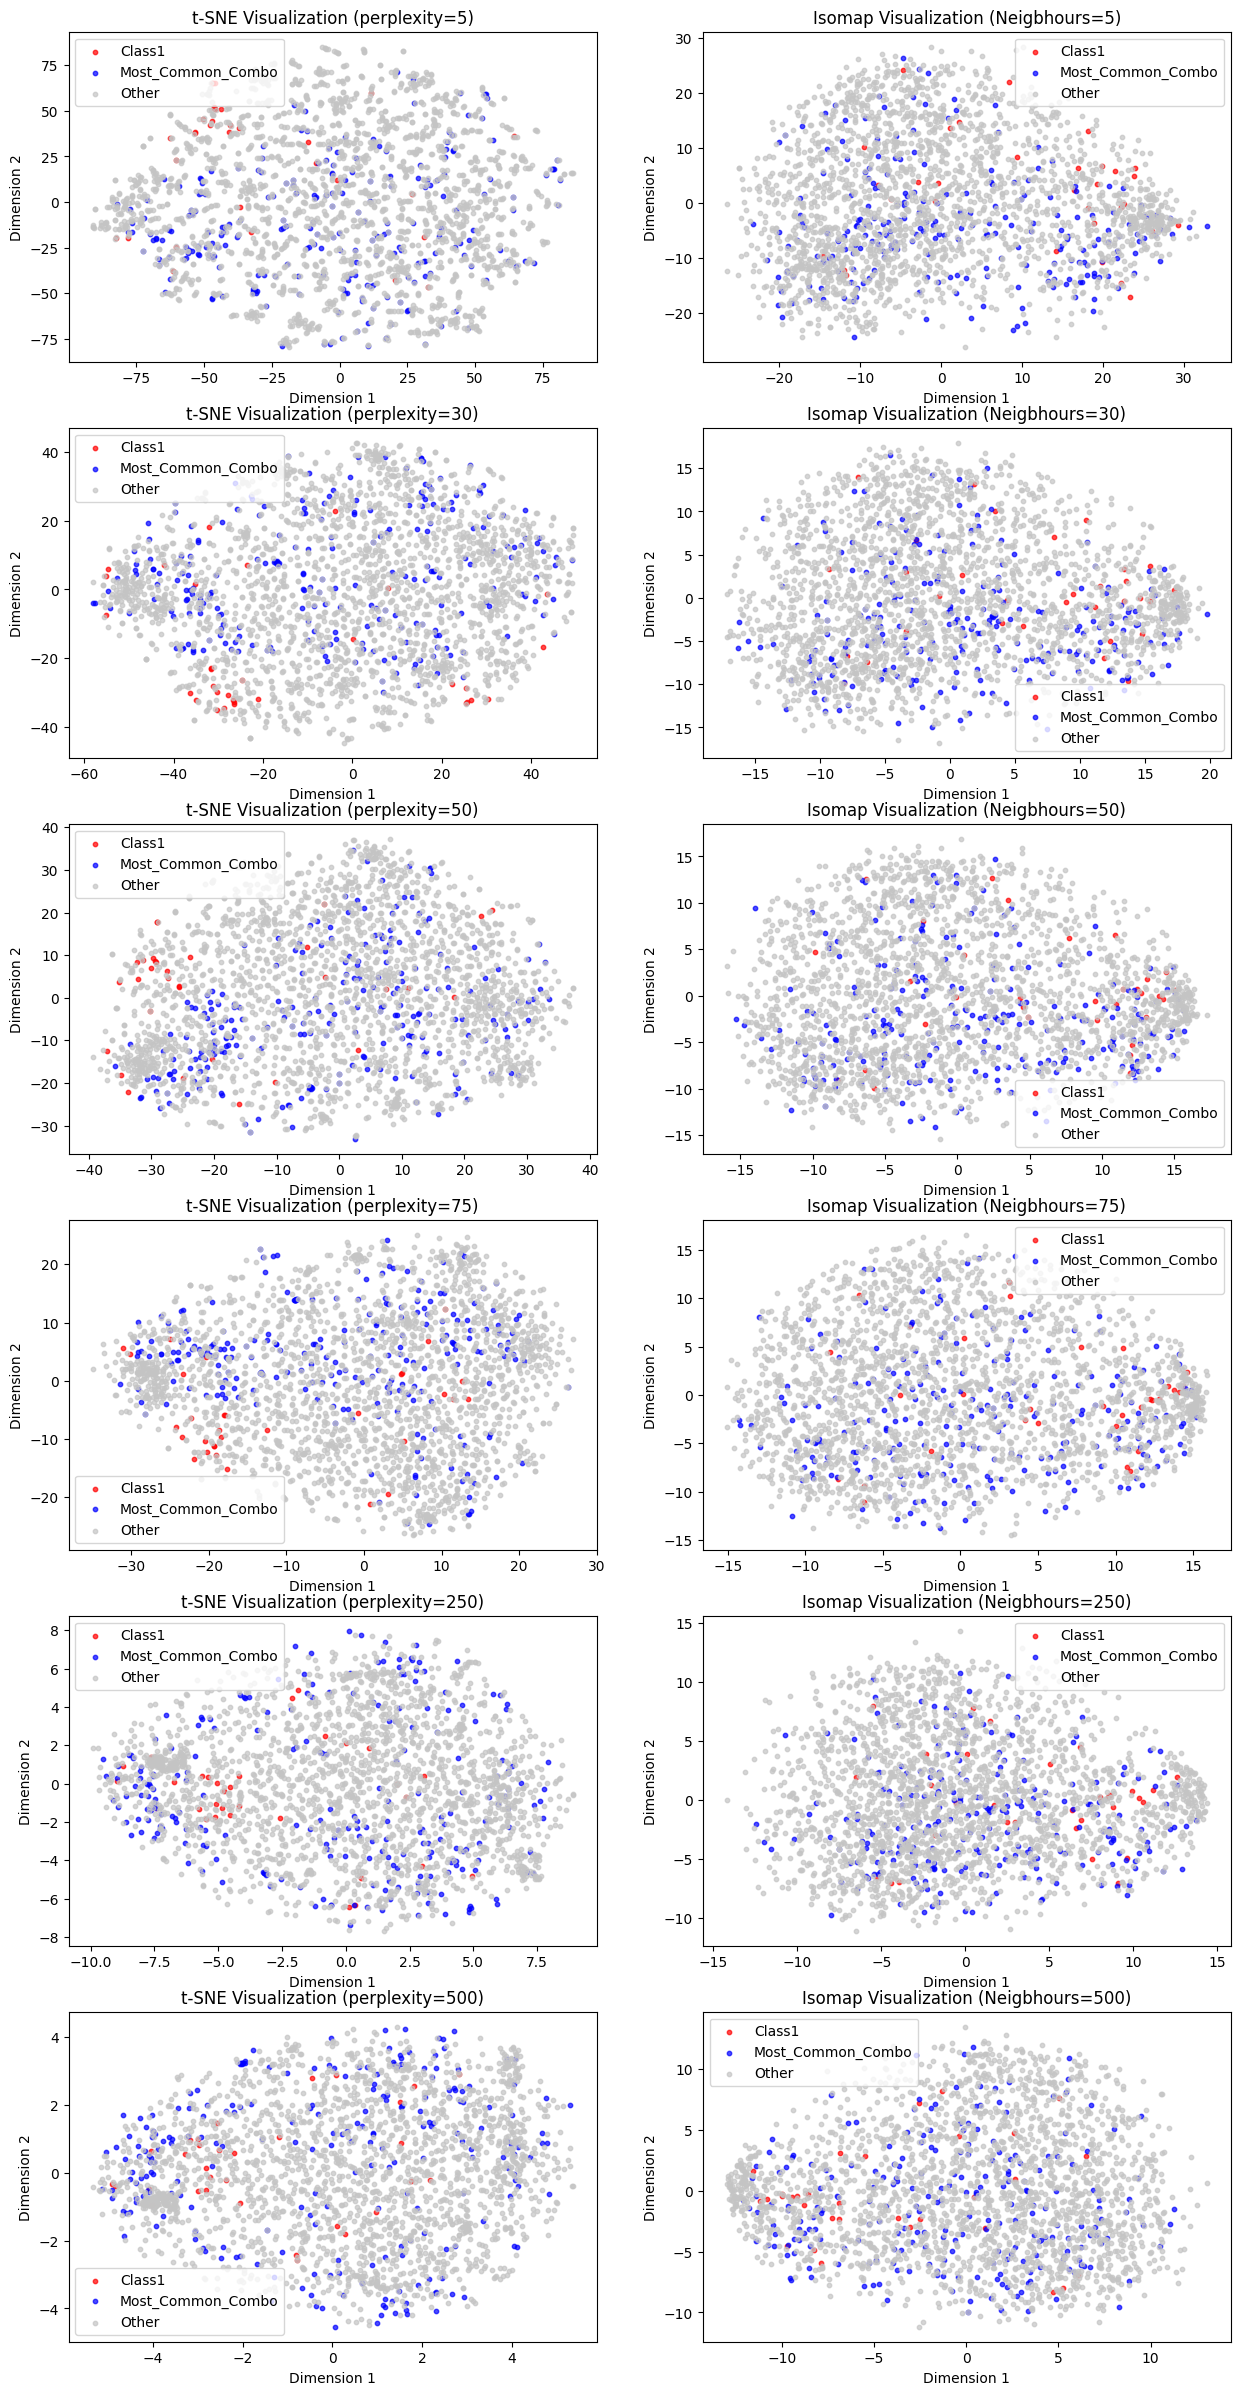 t-SNE Visualization (perplexity=5)
Class1
Most_Common_Combo
Other
Dimension 2
75
50
25
0
−25
−50
−75
−75 −50 −25 0 25 50 75
Dimension 1
Isomap Visualization (Neigbhours=5)
Class1
Most_Common_Combo
Other
Dimension 2
30
20
10
0
−10
−20
−20 −10 0 10 20 30
Dimension 1
t-SNE Visualization (perplexity=30)
Class1
Most_Common_Combo
Other
Dimension 2
40
20
0
−20
−40
−60 −40 −20 0 20 40
Dimension 1
Isomap Visualization (Neigbhours=30)
Class1
Most_Common_Combo
Other
Dimension 2
15
10
5
0
−5
−10
−15
−15 −10 −5 0 5 10 15 20
Dimension 1
t-SNE Visualization (perplexity=50)
Class1
Most_Common_Combo
Other
Dimension 2
40
30
20
10
0
−10
−20
−30
−40 −30 −20 −10 0 10 20 30 40
Dimension 1
Isomap Visualization (Neigbhours=50)
Class1
Most_Common_Combo
Other
Dimension 2
15
10
5
0
−5
−10
−15
−15 −10 −5 0 5 10 15
Dimension 1
t-SNE Visualization (perplexity=75)
Class1
Most_Common_Combo
Other
Dimension 2
20
10
0
−10
−20
−30 −20 −10 0 10 20 30
Dimension 1
Isomap Visualization (Neigbhours=75)
Class1
Most_Common_Combo
Other
Dimension 2
15
10
5
0
−5
−10
−15
−15 −10 −5 0 5 10 15
Dimension 1
t-SNE Visualization (perplexity=250)
Class1
Most_Common_Combo
Other
Dimension 2
8
6
4
2
0
−2
−4
−6
−8
−10.0 −7.5 −5.0 −2.5 0.0 2.5 5.0 7.5
Dimension 1
Isomap Visualization (Neigbhours=250)
Class1
Most_Common_Combo
Other
Dimension 2
15
10
5
0
−5
−10
−15 −10 −5 0 5 10 15
Dimension 1
t-SNE Visualization (perplexity=500)
Class1
Most_Common_Combo
Other
Dimension 2
4
2
0
−2
−4
−4 −2 0 2 4
Dimension 1
Isomap Visualization (Neigbhours=500)
Class1
Most_Common_Combo
Other
Dimension 2
10
5
0
−5
−10
−10 −5 0 5 10
Dimension 1